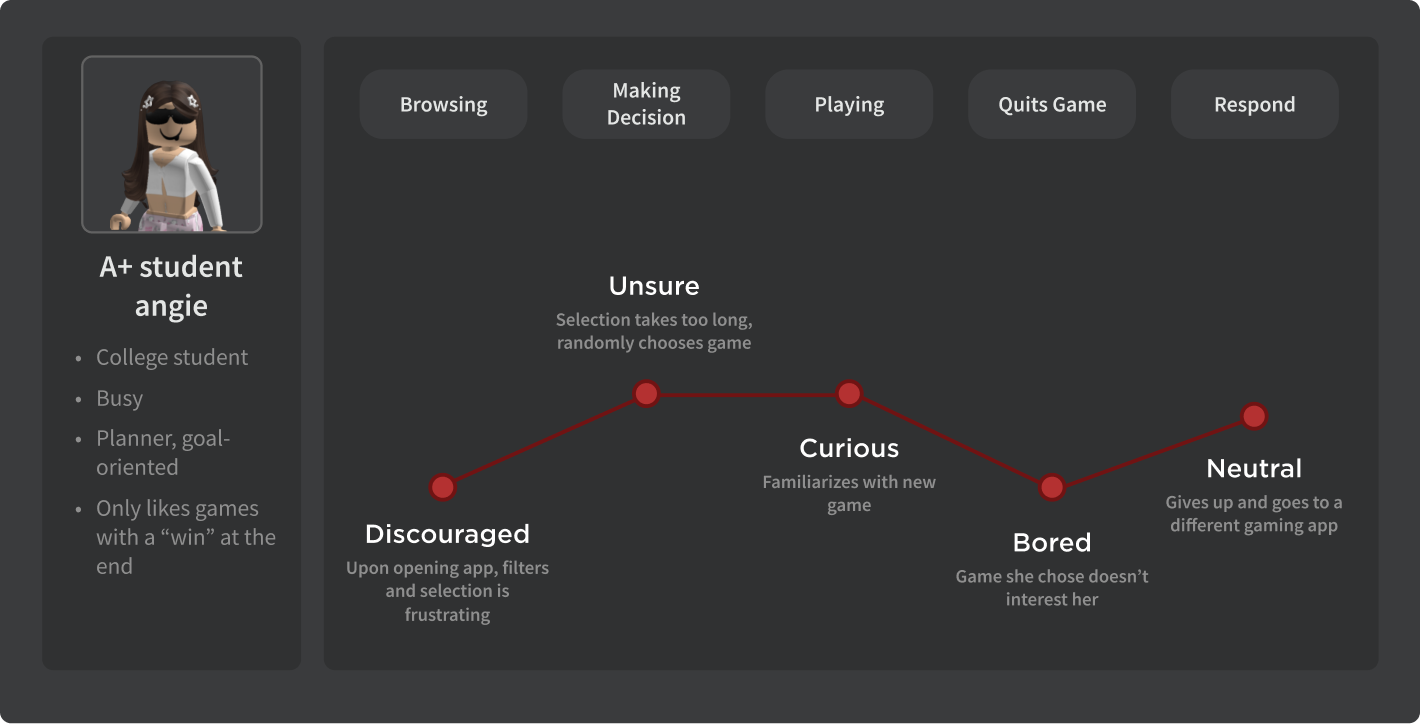 A+ student
angie
• College student
• Busy
• Planner, goal-
oriented
• Only likes games
with a “win” at the
end
Browsing
Making
Decision
Playing
Quits Game
Respond
Discouraged
Upon opening app, filters
and selection is
frustrating
Unsure
Selection takes too long,
randomly chooses game
Curious
Familiarizes with new
game
Bored
Game she chose doesn’t
interest her
Neutral
Gives up and goes to a
different gaming app